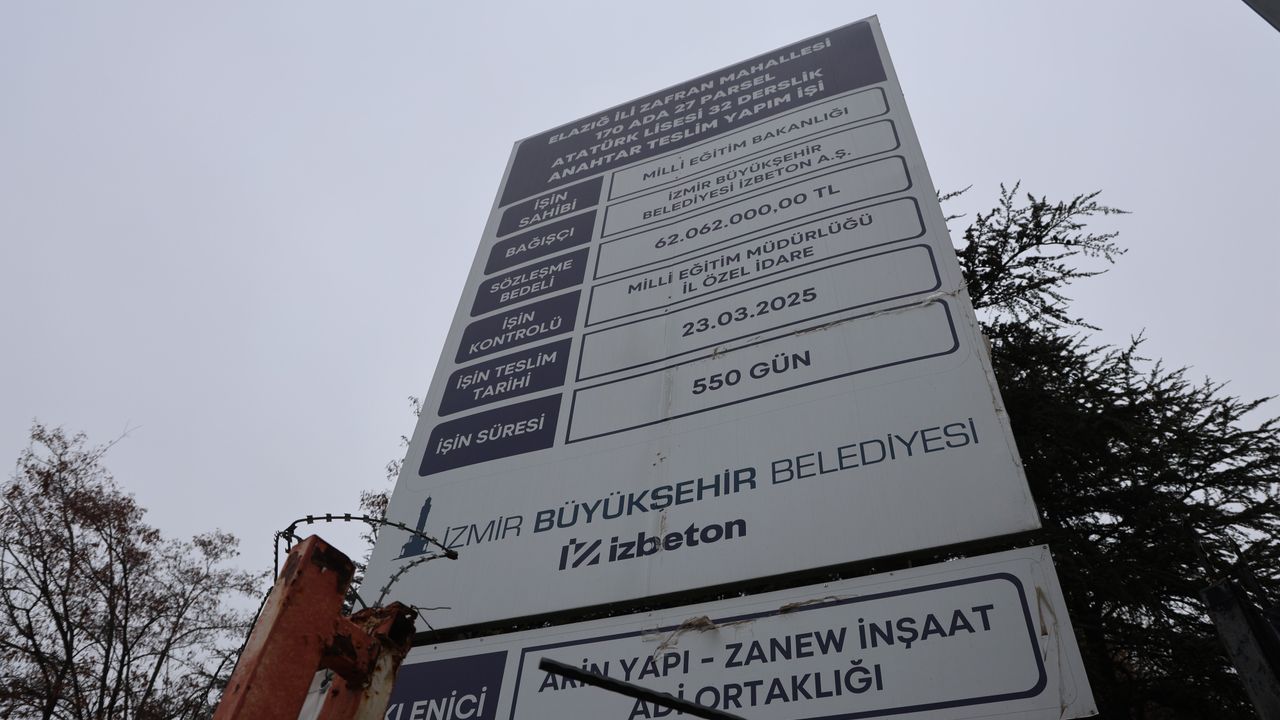 ELAZIĞ İLİ ZAFRAN MAHALLESİ
170 ADA 27 PARSEL
ATATÜRK LİSESİ 32 DERSLİK
ANAHTAR TESLİM YAPIM İŞİ
İŞİN SAHİBİ
MİLLİ EĞİTİM BAKANLIĞI
BAĞIŞÇI
İZMİR BÜYÜKŞEHİR
BELEDİYESİ İZBETON A.Ş.
SÖZLEŞME
BEDELİ
62.062.000,00 TL
İŞİN
KONTROLÜ
MİLLİ EĞİTİM MÜDÜRLÜĞÜ
İL ÖZEL İDARE
İŞİN TESLİM
TARİHİ
23.03.2025
İŞİN SÜRESİ
550 GÜN
İZMİR BÜYÜKŞEHİR BELEDİYESİ
izbeton
KLENİCİ
ARİN YAPI - ZANEW İNŞAAT
ADİ ORTAKLIĞI